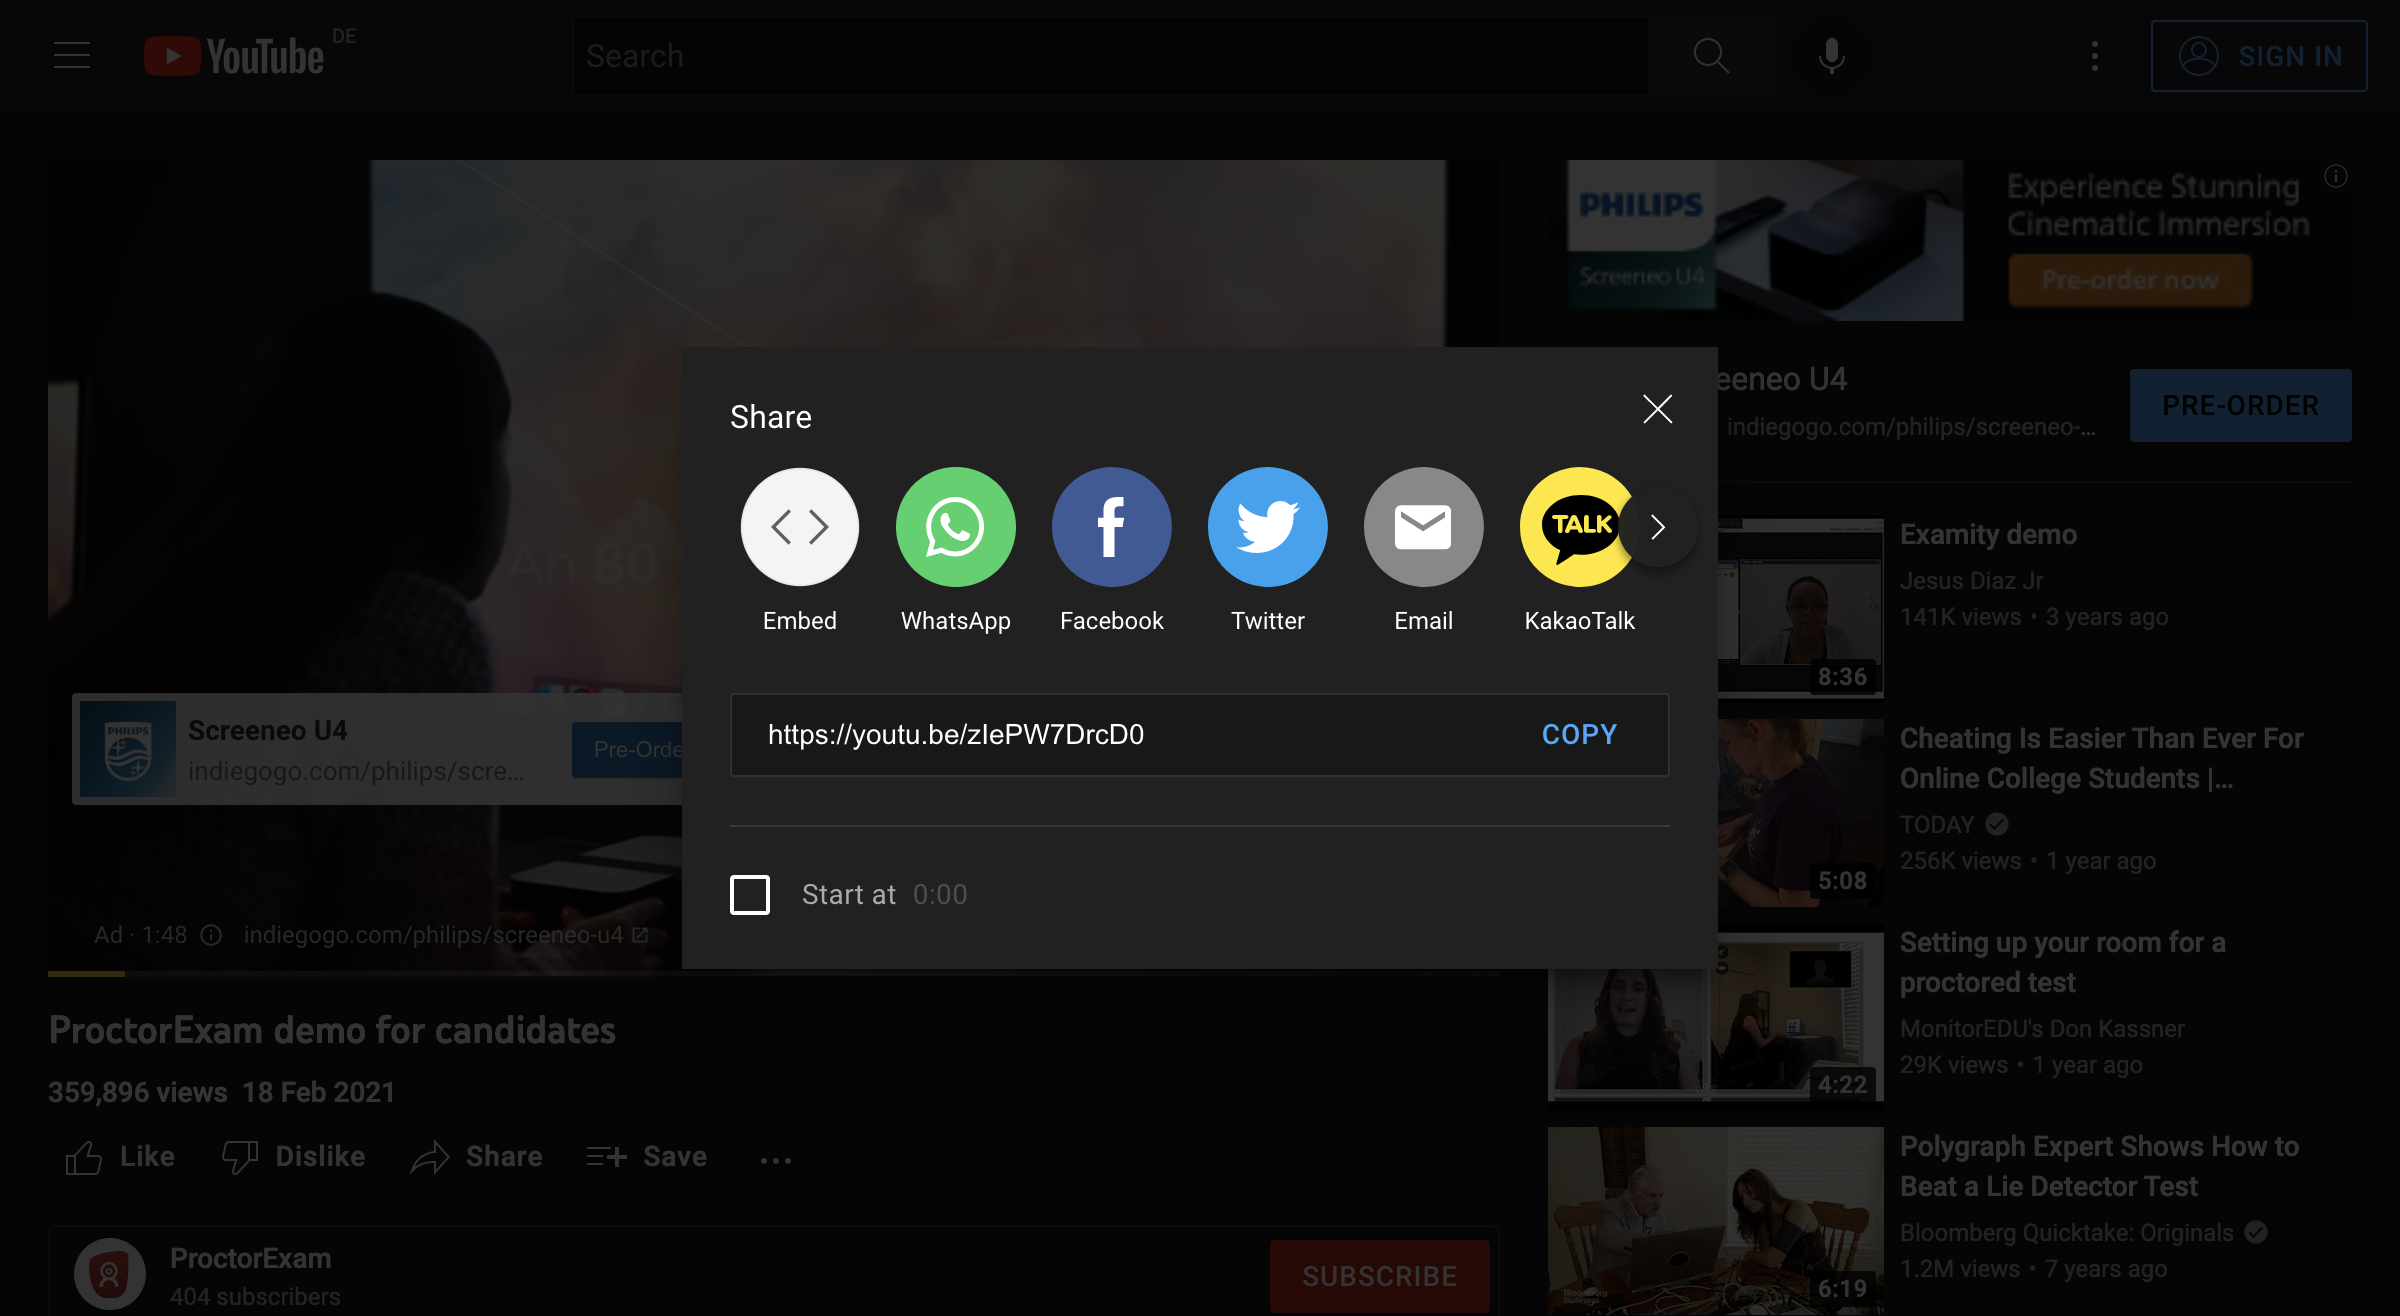 YouTube DE
Search
SIGN IN
PHILIPS
Screeneo U4
Experience Stunning
Cinematic Immersion
Pre-order now
eeneo U4
indiegogo.com/philips/screeneo-...
PRE-ORDER
An 80
PHILIPS
Screeneo U4
indiegogo.com/philips/scre...
Pre-Orde
Ad · 1:48
indiegogo.com/philips/screeneo-u4
Share
TALK
Embed
WhatsApp
Facebook
Twitter
Email
KakaoTalk
https://youtu.be/zIePW7DrcD0
COPY
Start at 0:00
ProctorExam demo for candidates
359,896 views 18 Feb 2021
Like
Dislike
Share
Save
ProctorExam
404 subscribers
SUBSCRIBE
8:36
Examity demo
Jesus Diaz Jr
141K views • 3 years ago
5:08
Cheating Is Easier Than Ever For
Online College Students |...
TODAY
256K views • 1 year ago
4:22
Setting up your room for a
proctored test
MonitorEDU's Don Kassner
29K views • 1 year ago
Bloomberg
Business
6:19
Polygraph Expert Shows How to
Beat a Lie Detector Test
Bloomberg Quicktake: Originals
1.2M views • 7 years ago